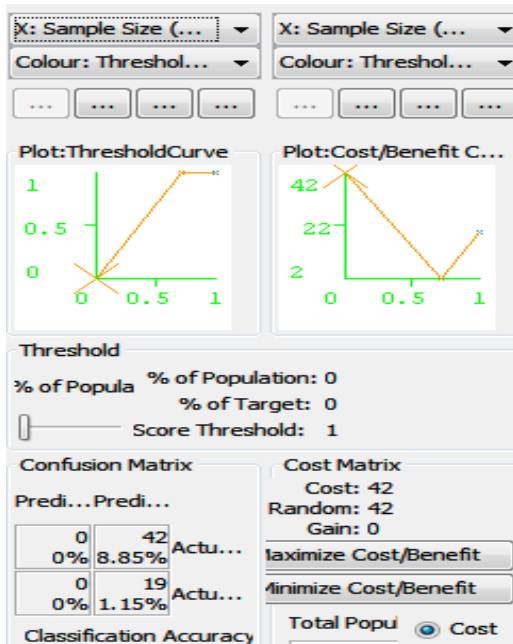 X: Sample Size (... X: Sample Size (...
Colour: Threshol... Colour: Threshol...
... ... ... ... ... ... ... ...
Plot:ThresholdCurve Plot:Cost/Benefit C...
1 42
0.5 22
0 2
0 0.5 1 0 0.5 1
Threshold
% of Popula % of Population: 0
% of Target: 0
Score Threshold: 1
Confusion Matrix Cost Matrix
Cost: 42
Predi... Predi... Random: 42
Gain: 0
0 42
0% 8.85% Actu... Maximize Cost/Benefit
0 19
0% 1.15% Actu... Minimize Cost/Benefit
Classification Accuracy Total Popul Cost